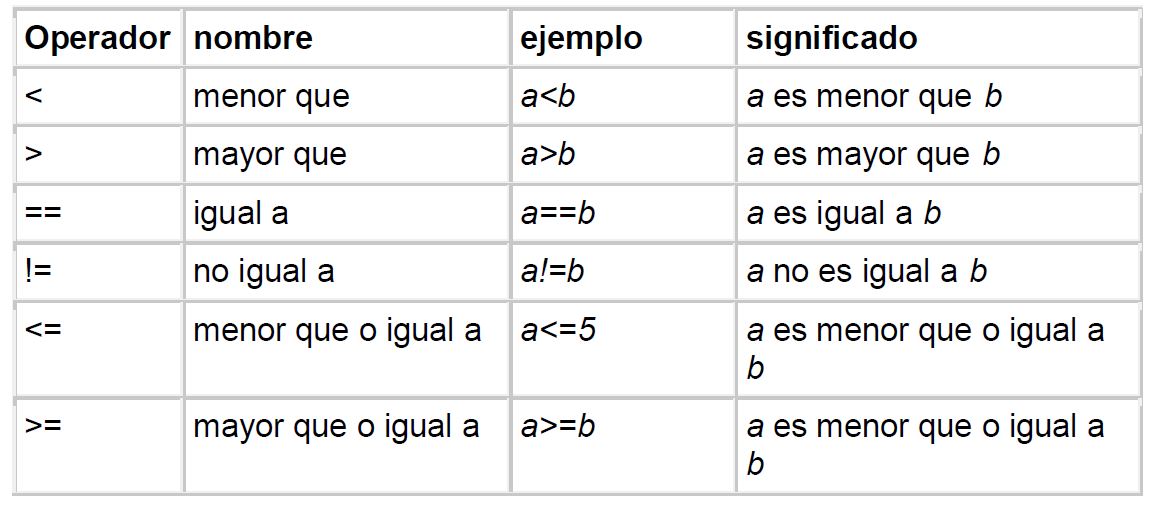 Operador nombre ejemplo significado
< menor que a<b a es menor que b
> mayor que a>b a es mayor que b
== igual a a==b a es igual a b
!= no igual a a!=b a no es igual a b
<= menor que o igual a a<=5 a es menor que o igual a
b
>= mayor que o igual a a>=b a es menor que o igual a
b